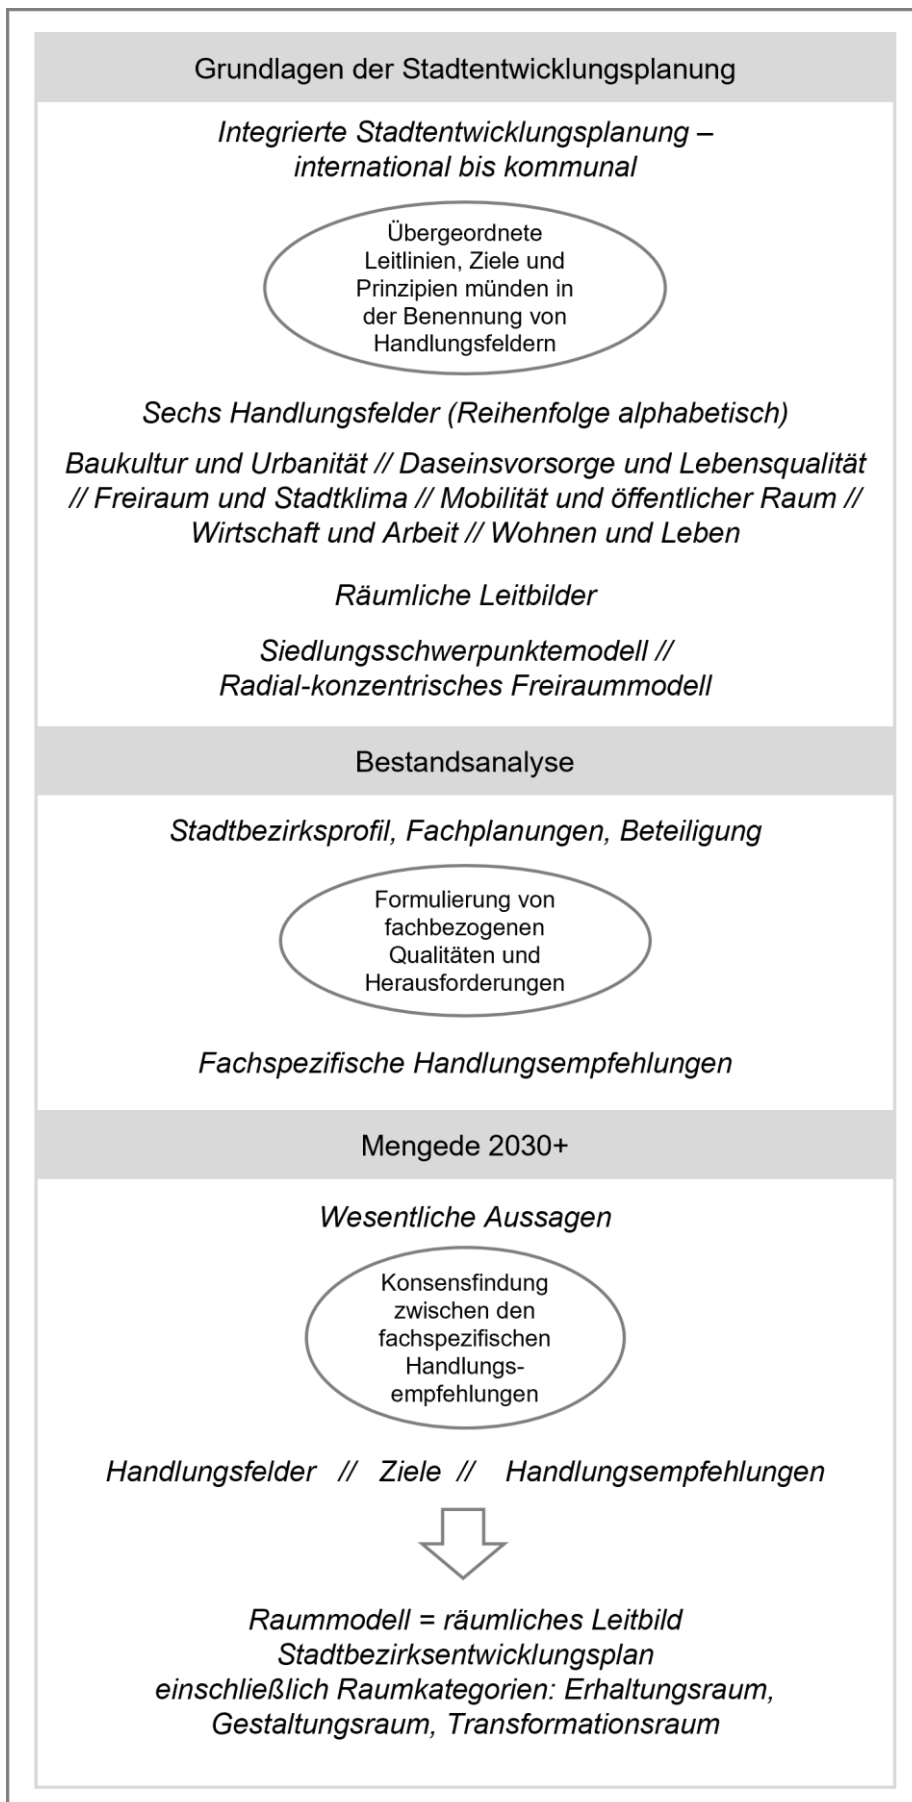 Grundlagen der Stadtentwicklungsplanung
Integrierte Stadtentwicklungsplanung –
international bis kommunal
Übergeordnete
Leitlinien, Ziele und
Prinzipien münden in
der Benennung von
Handlungsfeldern
Sechs Handlungsfelder (Reihenfolge alphabetisch)
Baukultur und Urbanität // Daseinsvorsorge und Lebensqualität
// Freiraum und Stadtklima // Mobilität und öffentlicher Raum //
Wirtschaft und Arbeit // Wohnen und Leben
Räumliche Leitbilder
Siedlungsschwerpunktemodell //
Radial-konzentrisches Freiraummodell
Bestandsanalyse
Stadtbezirksprofil, Fachplanungen, Beteiligung
Formulierung von
fachbezogenen
Qualitäten und
Herausforderungen
Fachspezifische Handlungsempfehlungen
Mengede 2030+
Wesentliche Aussagen
Konsensfindung
zwischen den
fachspezifischen
Handlungs-
empfehlungen
Handlungsfelder // Ziele // Handlungsempfehlungen
Raummodell = räumliches Leitbild
Stadtbezirksentwicklungsplan
einschließlich Raumkategorien: Erhaltungsraum,
Gestaltungsraum, Transformationsraum